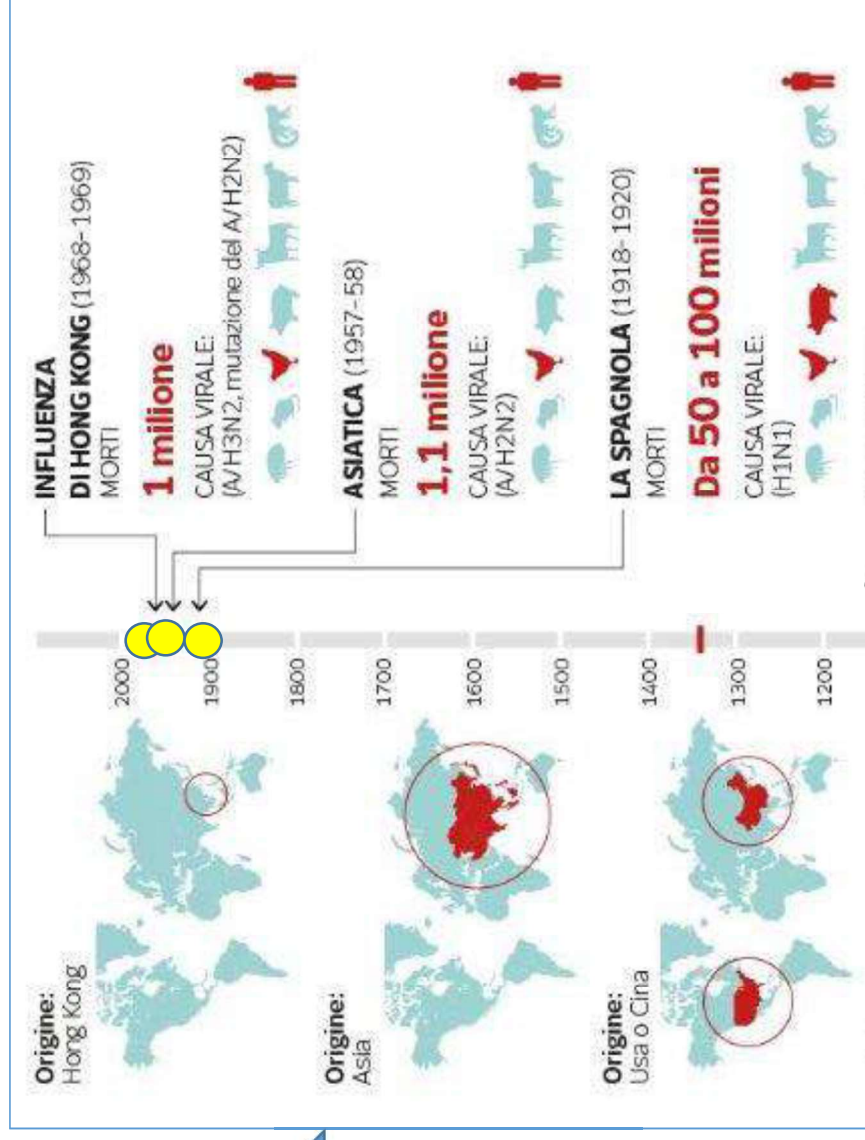 Origine:
Hong Kong
INFLUENZA
DI HONG KONG (1968-1969)
MORTI
1 milione
CAUSA VIRALE:
(A/H3N2, mutazione del A/H2N2)
Origine:
Asia
ASIATICA (1957-58)
MORTI
1,1 milione
CAUSA VIRALE:
(A/H2N2)
Origine:
Usa o Cina
LA SPAGNOLA (1918-1920)
MORTI
Da 50 a 100 milioni
CAUSA VIRALE:
(H1N1)
2000
1900
1800
1700
1600
1500
1400
1300
1200